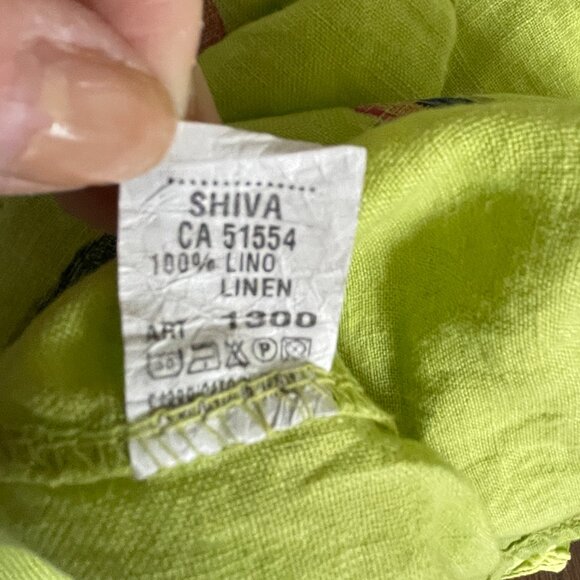 SHIVA
CA 51554
100% LINO
LINEN
ART 1300
P